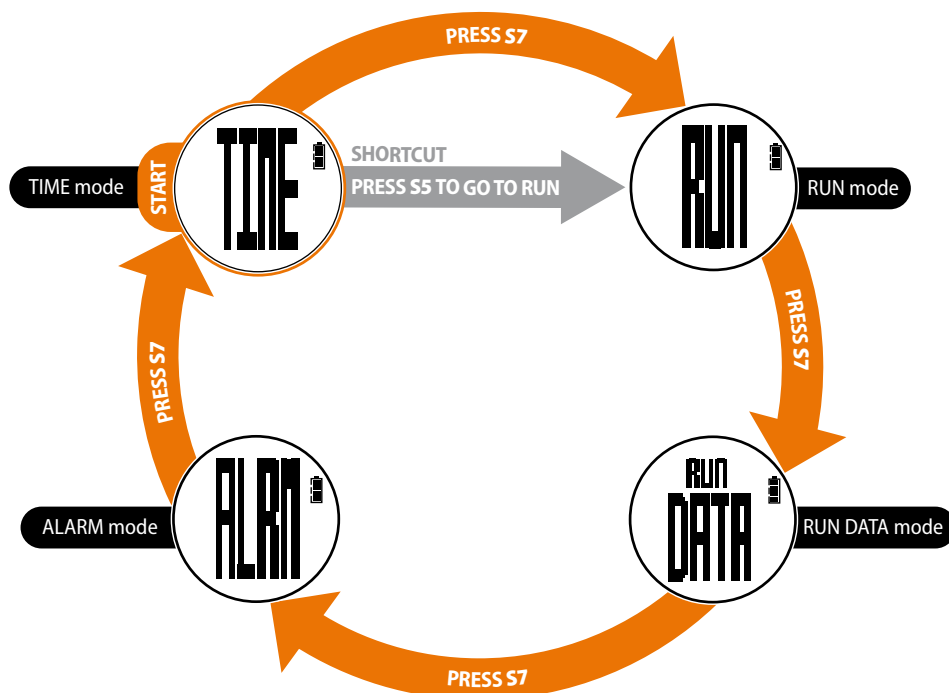 PRESS S7
TIME
RUN
SHORTCUT
TIME mode
START
PRESS S5 TO GO TO RUN
RUN mode
PRESS S7
PRESS S7
RUN
DATA
ALRM
ALARM mode
RUN DATA mode
PRESS S7